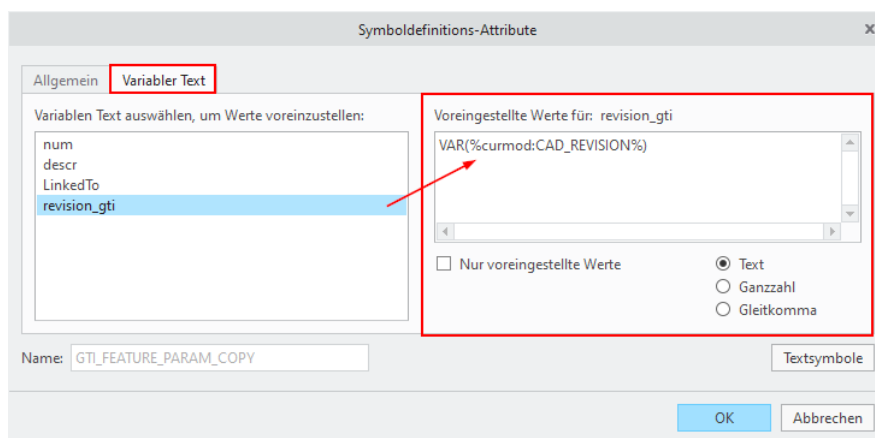 Symboldefinitions-Attribute
Allgemein
Variabler Text
Variablen Text auswählen, um Werte voreinzustellen:
num
descr
LinkedTo
revision_gti
Voreingestellte Werte für: revision_gti
VAR(%curmod:CAD_REVISION%)
Nur voreingestellte Werte
Text
Ganzzahl
Gleitkomma
Name: GTI_FEATURE_PARAM_COPY
Textsymbole
OK
Abbrechen